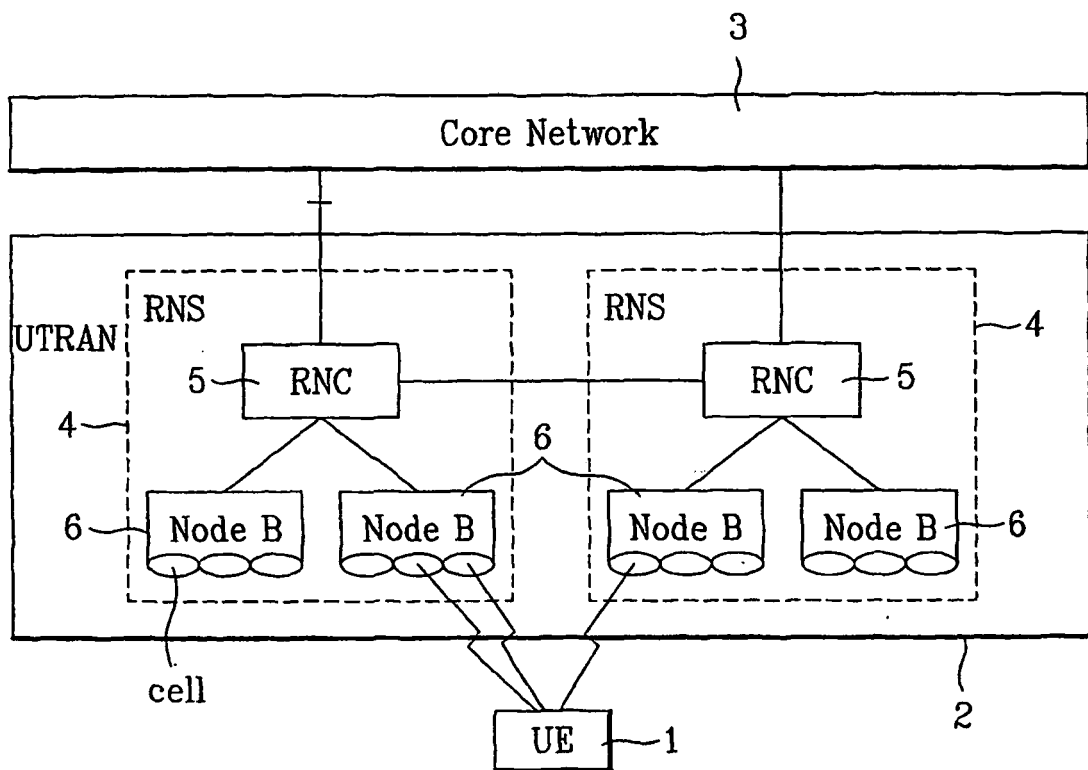 3
Core Network
RNS
RNS
UTRAN
4
5
RNC
RNC
5
4
6
6
Node B
Node B
Node B
Node B
6
cell
UE
1
2